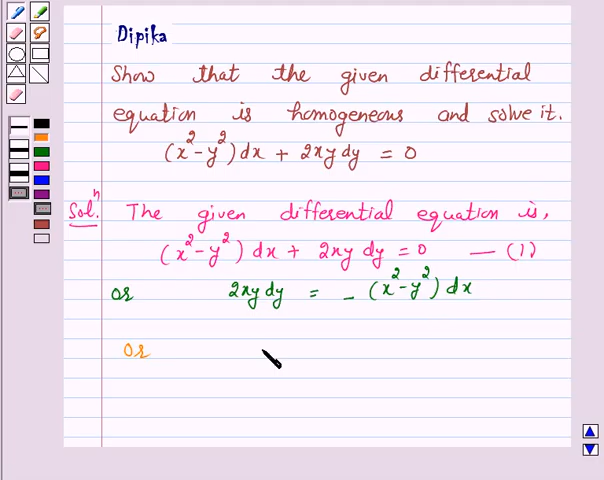 Dipika
Show that the given differential
equation is homogeneous and solve it.
(x²-y²)dx + 2xy dy = 0
Solⁿ. The given differential equation is,
(x²-y²) dx + 2xy dy = 0 — (1)
or 2xy dy = - (x²-y²) dx
Or